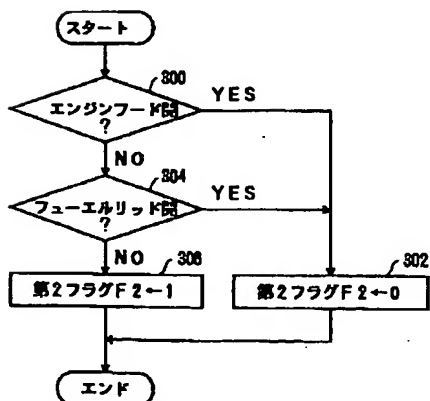 スタート
300
エンジンフード開
?
YES
NO
304
フューエルリッド開
?
YES
NO
306
第2フラグF2←1
302
第2フラグF2←0
エンド